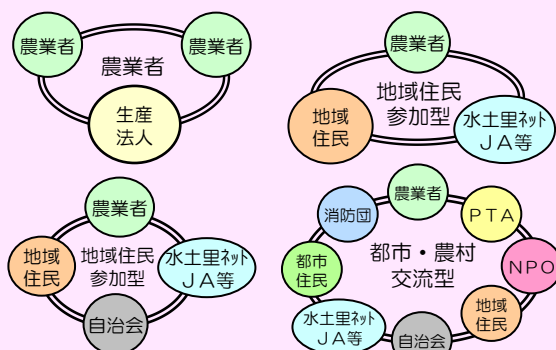 農業者
農業者
農業者
生産
法人
農業者
地域住民
参加型
地域
住民
水土里ネット
ＪＡ等
農業者
地域
住民
地域住民
参加型
水土里ネット
ＪＡ等
自治会
農業者
消防団
ＰＴＡ
都市・農村
交流型
都市
住民
ＮＰＯ
水土里ネット
ＪＡ等
地域
住民
自治会